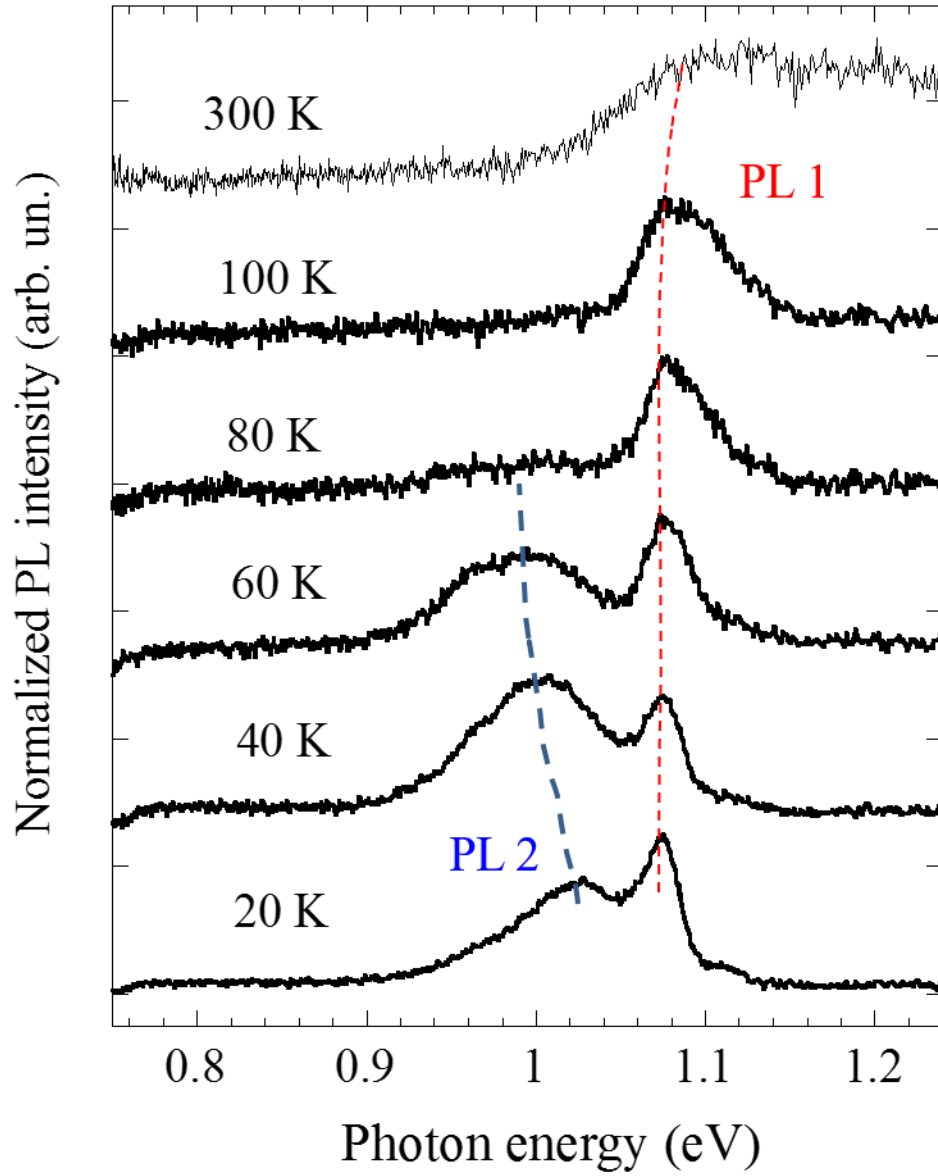 300 K
PL 1
100 K
80 K
60 K
40 K
PL 2
20 K
0.8 0.9 1 1.1 1.2
Photon energy (eV)
Normalized PL intensity (arb. un.)